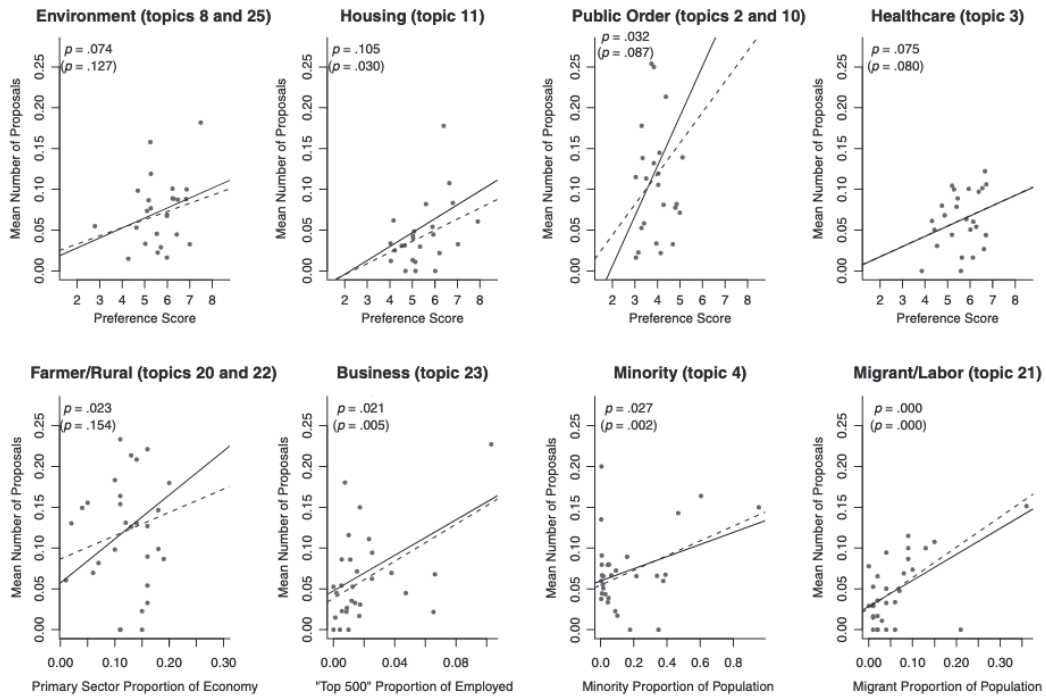 Environment (topics 8 and 25)
p = .074
(p = .127)
Mean Number of Proposals
0.00 0.05 0.10 0.15 0.20 0.25
2 3 4 5 6 7 8
Preference Score
Housing (topic 11)
p = .105
(p = .030)
Mean Number of Proposals
0.00 0.05 0.10 0.15 0.20 0.25
2 3 4 5 6 7 8
Preference Score
Public Order (topics 2 and 10)
p = .032
(p = .087)
Mean Number of Proposals
0.00 0.05 0.10 0.15 0.20 0.25
2 3 4 5 6 7 8
Preference Score
Healthcare (topic 3)
p = .075
(p = .080)
Mean Number of Proposals
0.00 0.05 0.10 0.15 0.20 0.25
2 3 4 5 6 7 8
Preference Score
Farmer/Rural (topics 20 and 22)
p = .023
(p = .154)
Mean Number of Proposals
0.00 0.05 0.10 0.15 0.20 0.25
0.00 0.10 0.20 0.30
Primary Sector Proportion of Economy
Business (topic 23)
p = .021
(p = .005)
Mean Number of Proposals
0.00 0.05 0.10 0.15 0.20 0.25
0.00 0.04 0.08
"Top 500" Proportion of Employed
Minority (topic 4)
p = .027
(p = .002)
Mean Number of Proposals
0.00 0.05 0.10 0.15 0.20 0.25
0.0 0.2 0.4 0.6 0.8
Minority Proportion of Population
Migrant/Labor (topic 21)
p = .000
(p = .000)
Mean Number of Proposals
0.00 0.05 0.10 0.15 0.20 0.25
0.00 0.10 0.20 0.30
Migrant Proportion of Population